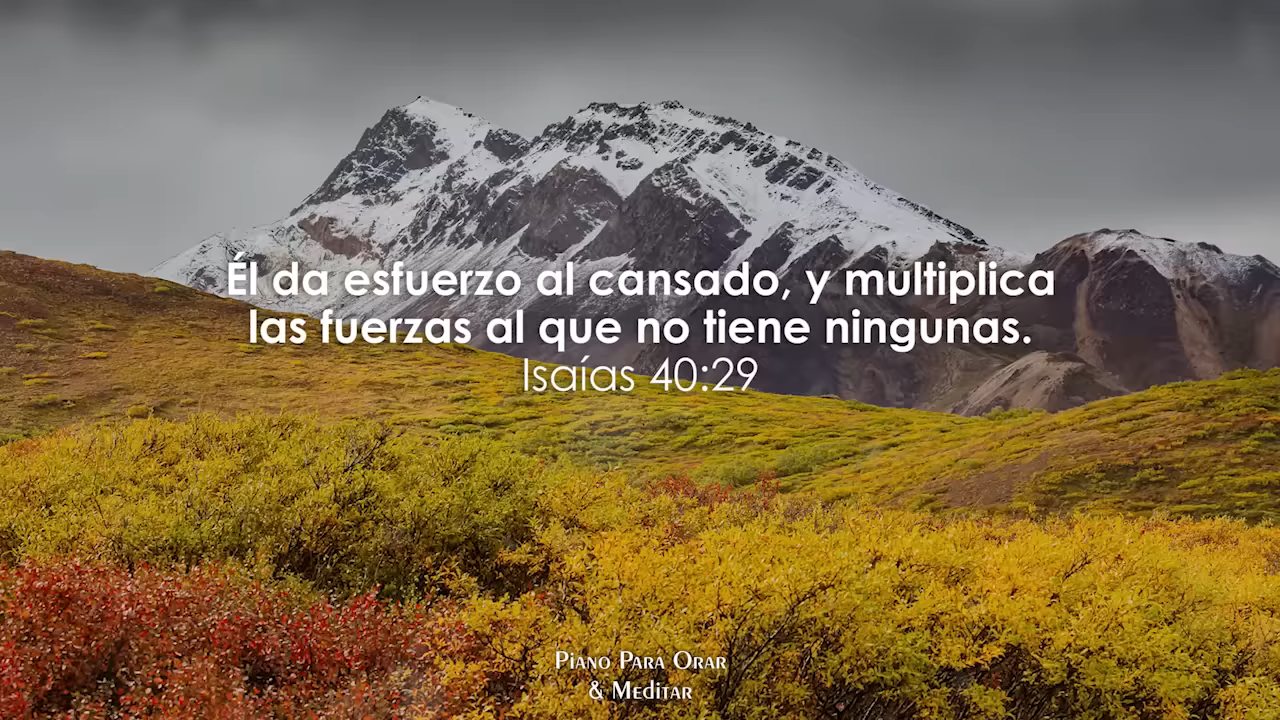 Él da esfuerzo al cansado, y multiplica
las fuerzas al que no tiene ningunas.
Isaías 40:29
Piano Para Orar
& Meditar